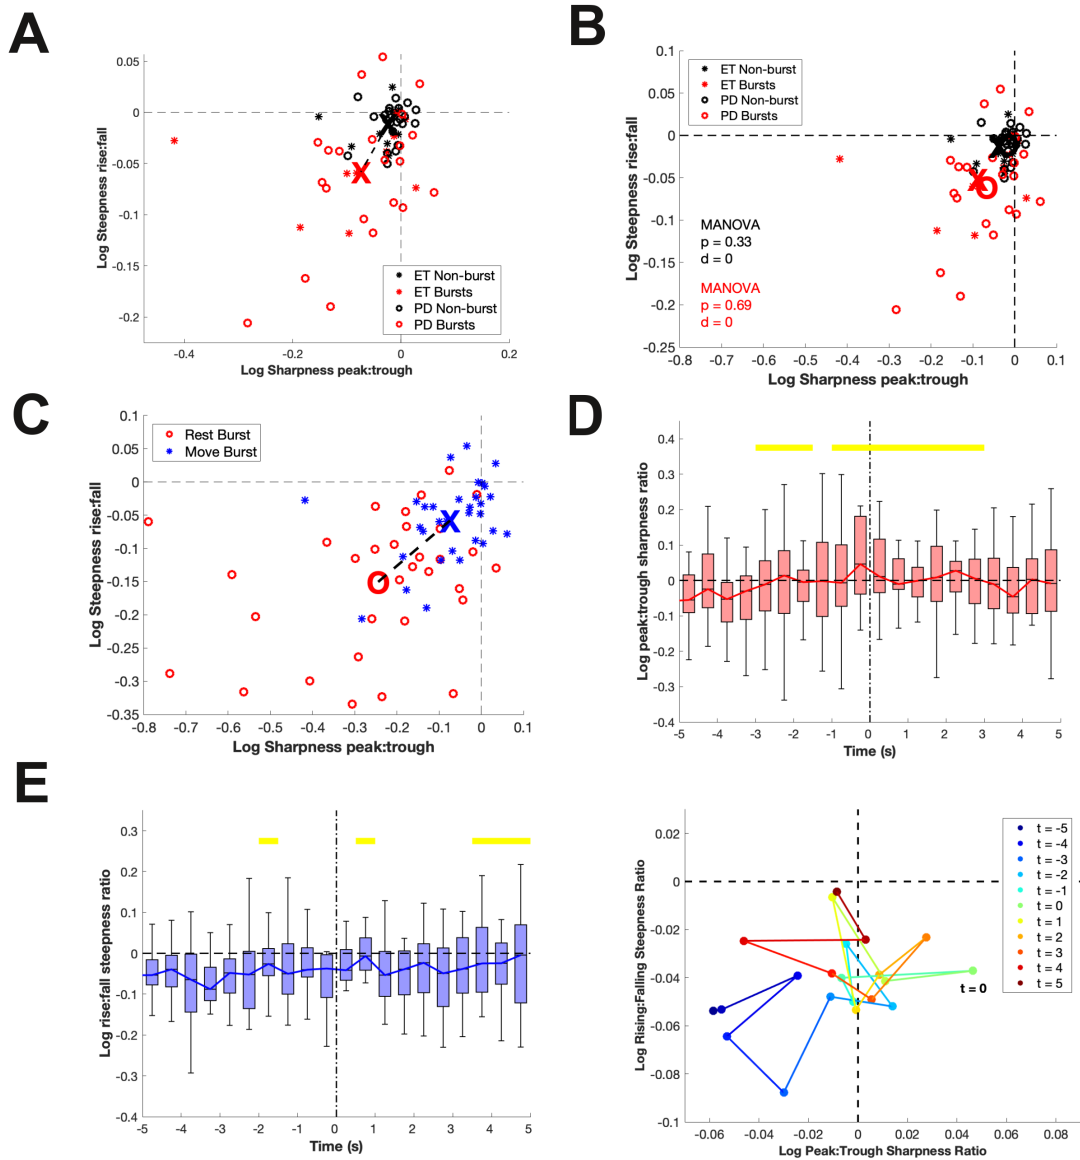 A
0.05
0
-0.05
-0.1
-0.15
-0.2
-0.4
-0.2
0
0.2
Log Steepness rise:fall
Log Sharpness peak:trough
ET Non-burst
ET Bursts
PD Non-burst
PD Bursts
X
X
B
0.1
0.05
0
-0.05
-0.1
-0.15
-0.2
-0.25
-0.8
-0.7
-0.6
-0.5
-0.4
-0.3
-0.2
-0.1
0
0.1
Log Steepness rise:fall
Log Sharpness peak:trough
ET Non-burst
ET Bursts
PD Non-burst
PD Bursts
X
O
MANOVA
p = 0.33
d = 0
MANOVA
p = 0.69
d = 0
C
0.1
0.05
0
-0.05
-0.1
-0.15
-0.2
-0.25
-0.3
-0.35
-0.8
-0.7
-0.6
-0.5
-0.4
-0.3
-0.2
-0.1
0
0.1
Log Steepness rise:fall
Log Sharpness peak:trough
Rest Burst
Move Burst
X
O
D
0.4
0.3
0.2
0.1
0
-0.1
-0.2
-0.3
-0.4
-5
-4
-3
-2
-1
0
1
2
3
4
5
Log peak:trough sharpness ratio
Time (s)
E
0.3
0.2
0.1
0
-0.1
-0.2
-0.3
-0.4
-5
-4
-3
-2
-1
0
1
2
3
4
5
Log rise:fall steepness ratio
Time (s)
0.02
0
-0.02
-0.04
-0.06
-0.08
-0.1
-0.06
-0.04
-0.02
0
0.02
0.04
0.06
0.08
Log Rising:Falling Steepness Ratio
Log Peak:Trough Sharpness Ratio
t = -5
t = -4
t = -3
t = -2
t = -1
t = 0
t = 1
t = 2
t = 3
t = 4
t = 5
t = 0